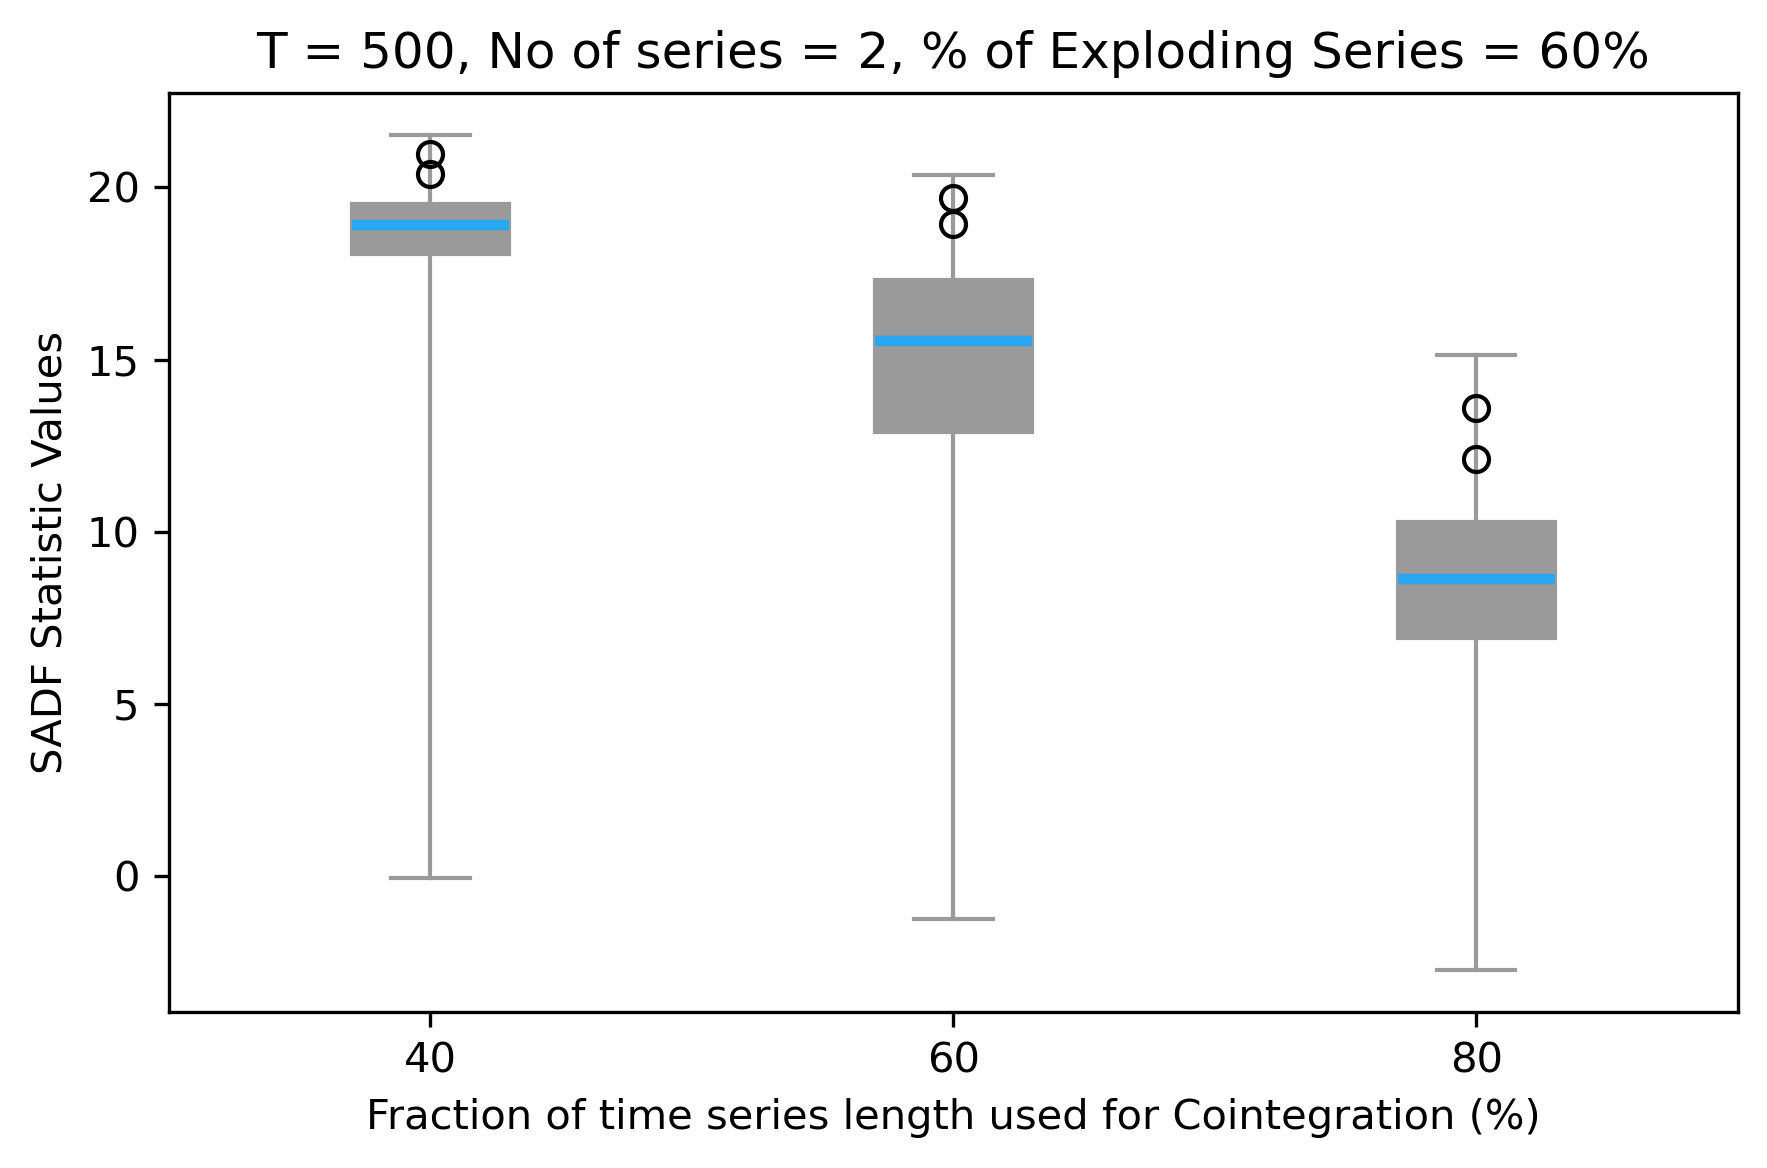 T = 500, No of series = 2, % of Exploding Series = 60%
SADF Statistic Values
20
15
10
5
0
40 60 80
Fraction of time series length used for Cointegration (%)